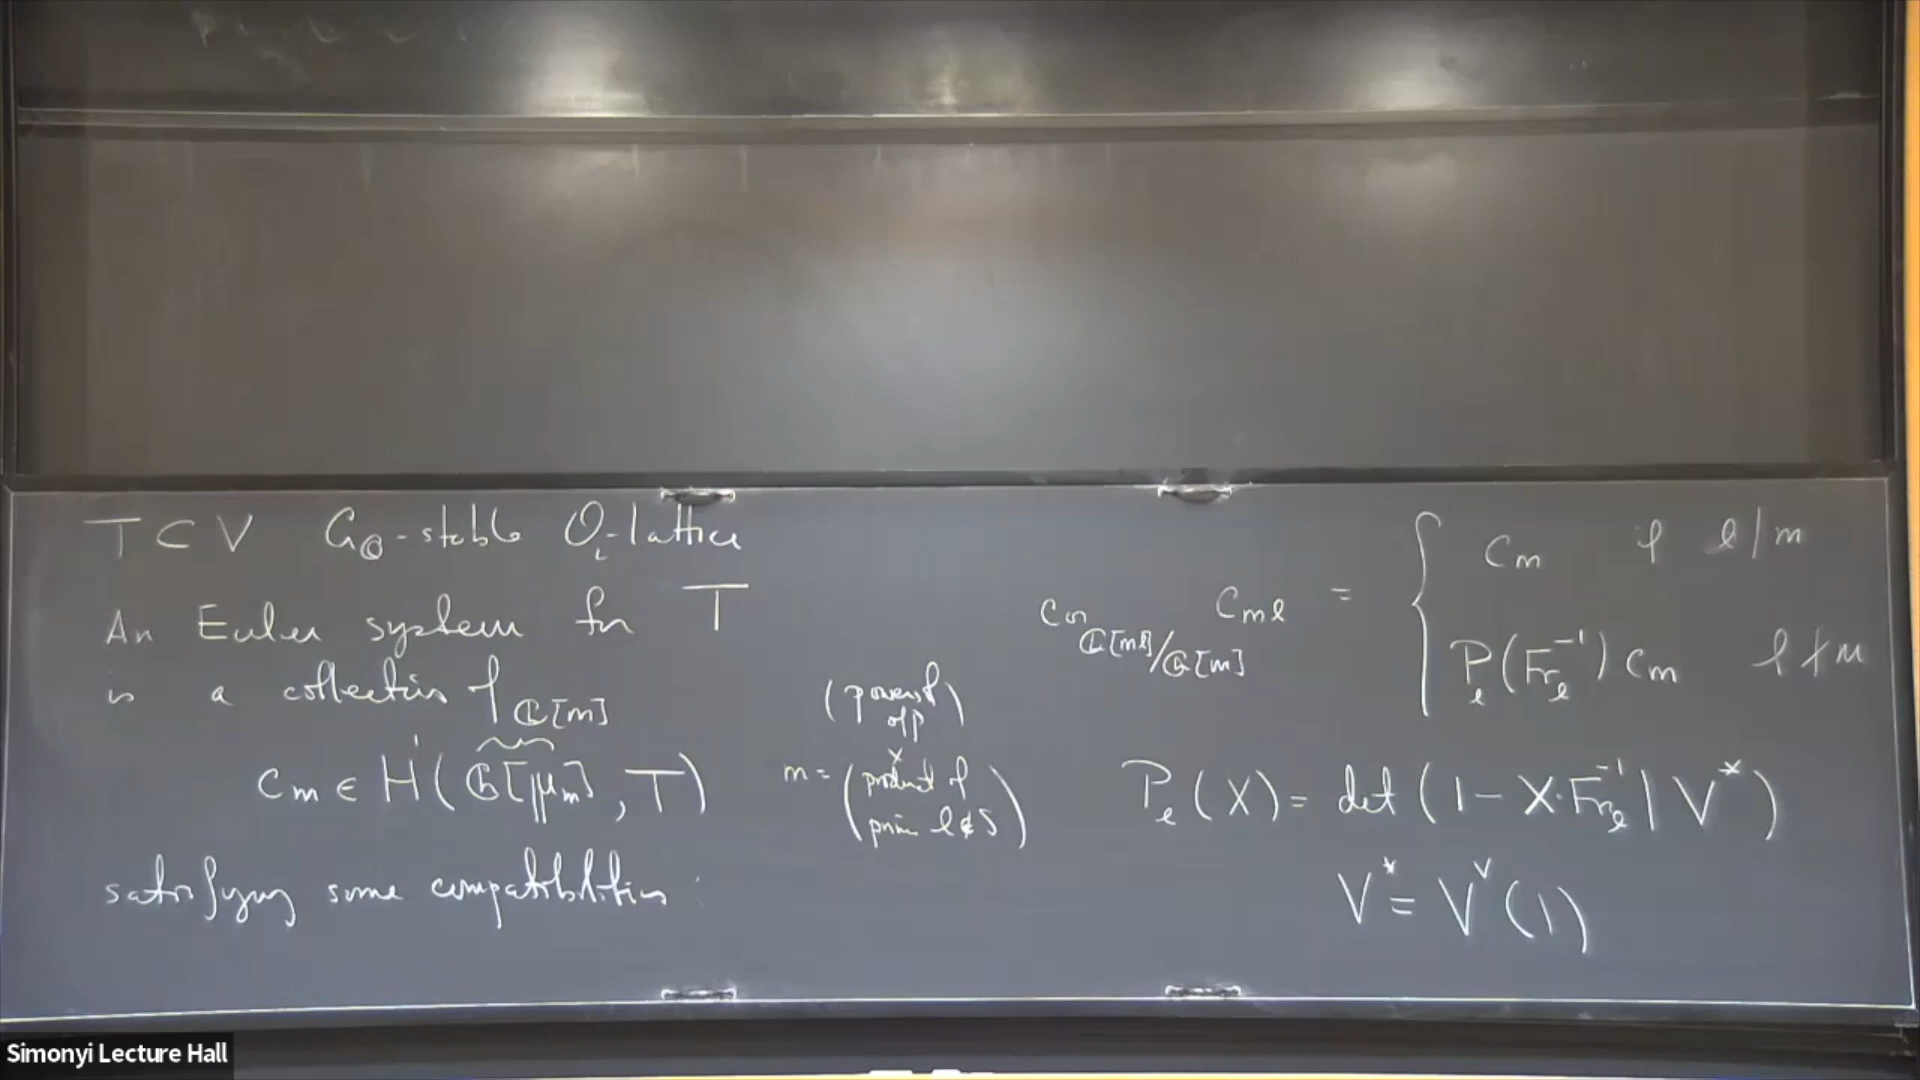 T ⊂ V G_ℚ-stable O_L-lattice
An Euler system for T
is a collection of
ℚ[m]
c_m ∈ H¹(ℚ[μ_m], T)
m = (power of p) × (product of prim ℓ∉S)
satisfying some compatibilities :
cor_{ℚ[mℓ]/ℚ[m]} c_{mℓ} = { c_m if ℓ|m
P_ℓ(Fr_ℓ^{-1}) c_m ℓ∤m
P_ℓ(X) = det(1 - X·Fr_ℓ^{-1} | V^*)
V^* = V^∨(1)
Simonyi Lecture Hall